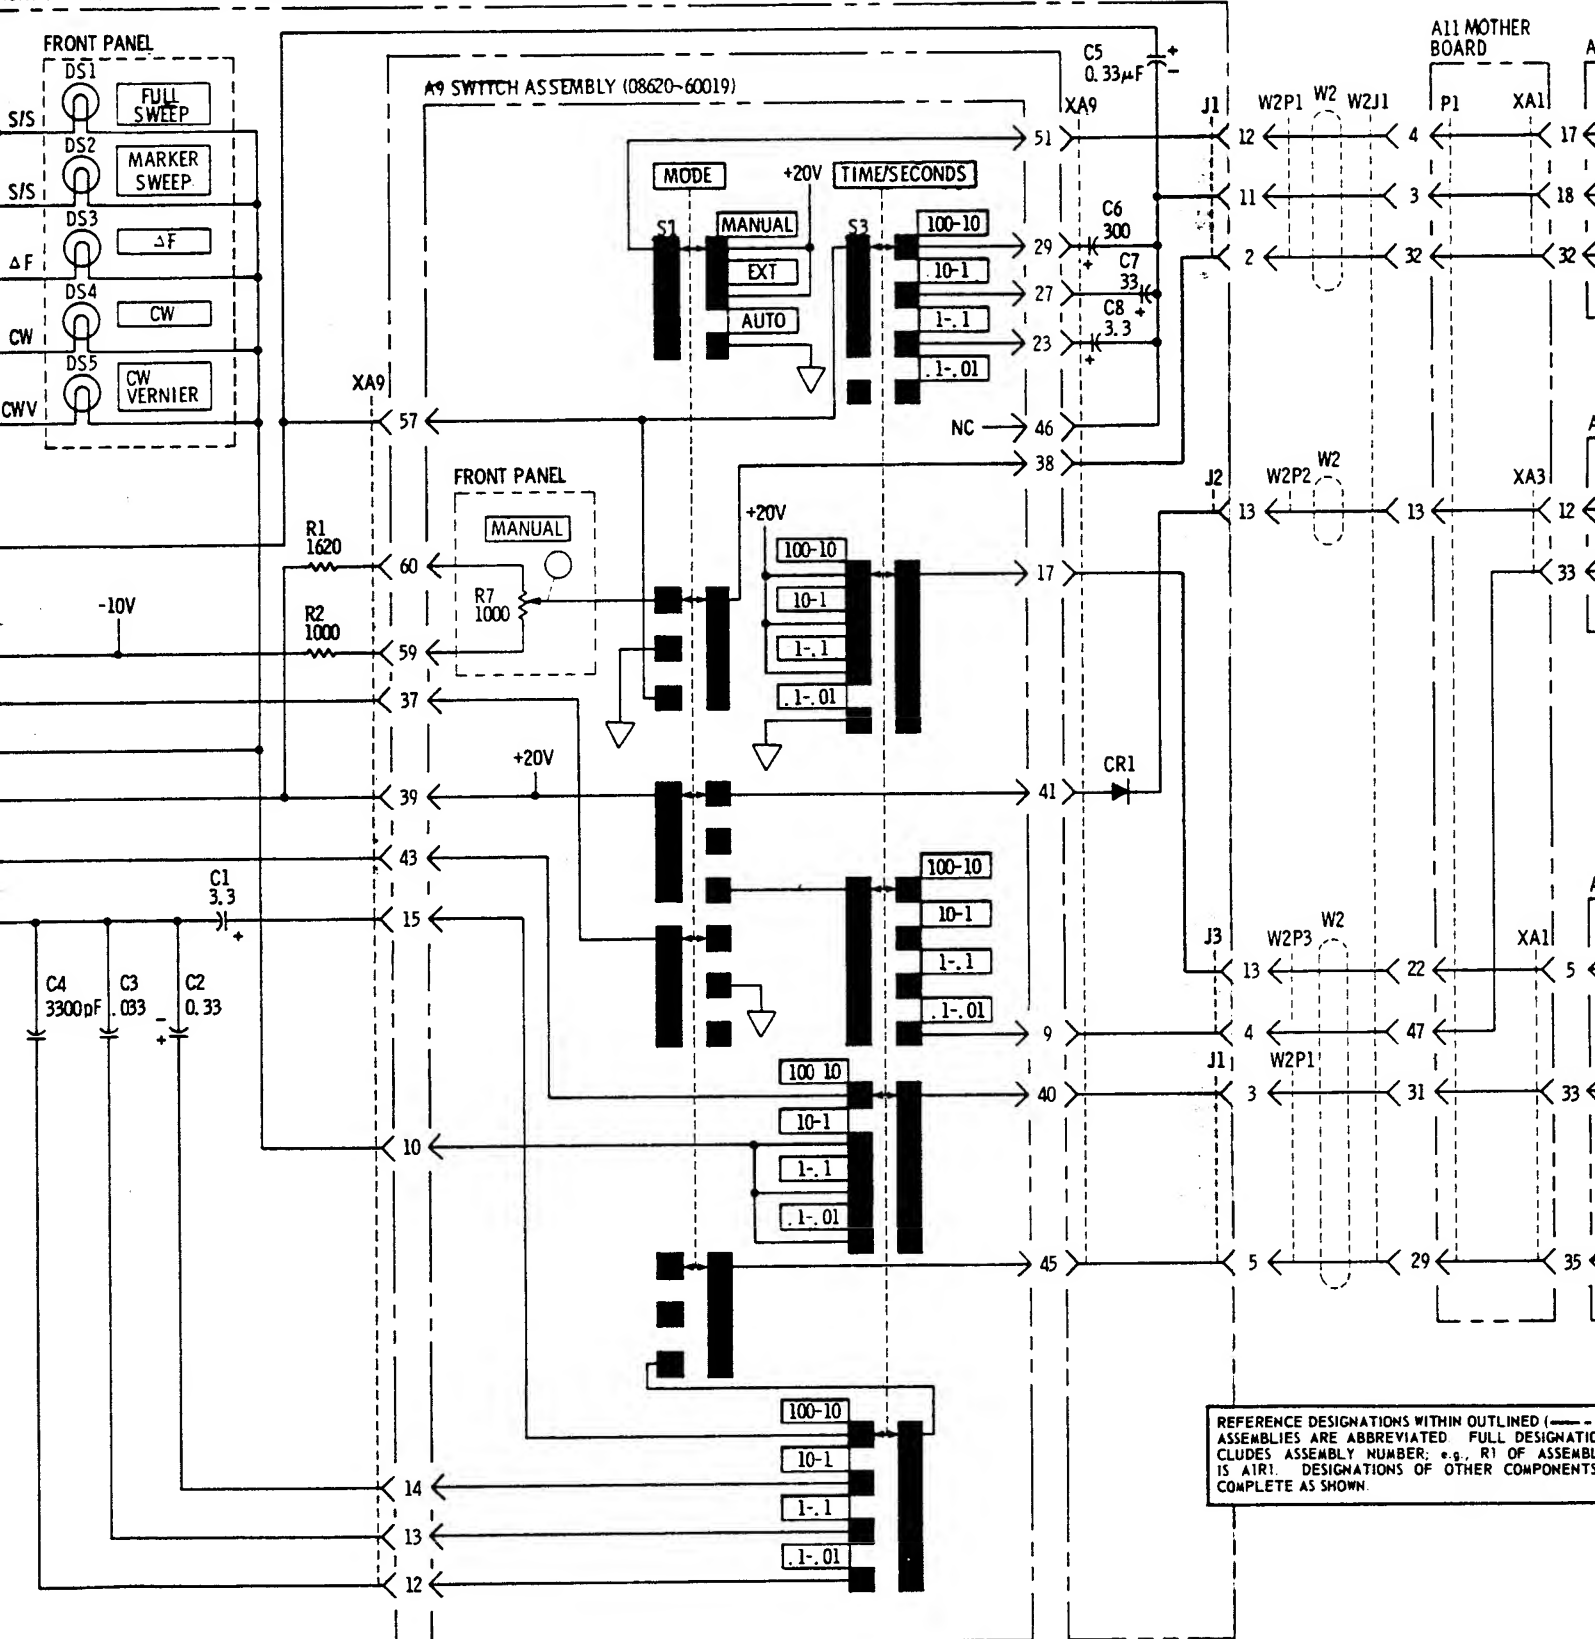 FRONT PANEL
DS1
FULL
SWEEP
S/S
DS2
MARKER
SWEEP
S/S
DS3
ΔF
ΔF
DS4
CW
CW
DS5
CW
VERNIER
CWV
A9 SWITCH ASSEMBLY (08620-60019)
MODE
+20V
TIME/SECONDS
S1
MANUAL
EXT
AUTO
S3
100-10
10-1
1-.1
.1-.01
51
29
27
23
NC
46
38
XA9
C5
0.33µF
+
-
C6
300
+
C7
33
+
C8
3.3
+
J1
12
11
2
W2P1
W2
W2J1
4
3
32
A11 MOTHER
BOARD
P1
XA1
17
18
32
XA9
57
FRONT PANEL
MANUAL
R7
1000
R1
1620
60
-10V
R2
1000
59
37
+20V
100-10
10-1
1-.1
.1-.01
17
J2
13
W2P2
W2
13
XA3
12
33
+20V
39
41
CR1
43
C1
3.3
+
15
100-10
10-1
1-.1
.1-.01
9
C4
3300pF
C3
.033
C2
0.33
-
+
J3
13
4
W2P3
W2
22
47
XA1
5
100 10
10-1
1-.1
.1-.01
40
10
J1
3
W2P1
31
33
45
5
29
35
100-10
10-1
1-.1
.1-.01
14
13
12
REFERENCE DESIGNATIONS WITHIN OUTLINED (
ASSEMBLIES ARE ABBREVIATED. FULL DESIGNATIO
CLUDES ASSEMBLY NUMBER; e.g., R1 OF ASSEMBL
IS A1R1. DESIGNATIONS OF OTHER COMPONENTS
COMPLETE AS SHOWN.